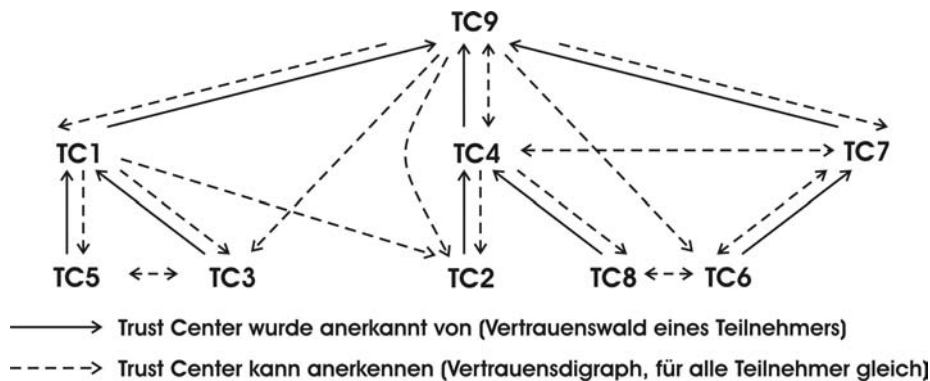 TC9
TC1 TC4 TC7
TC5 TC3 TC2 TC8 TC6
Trust Center wurde anerkannt von (Vertrauenswald eines Teilnehmers)
Trust Center kann anerkennen (Vertrauensdigraph, für alle Teilnehmer gleich)